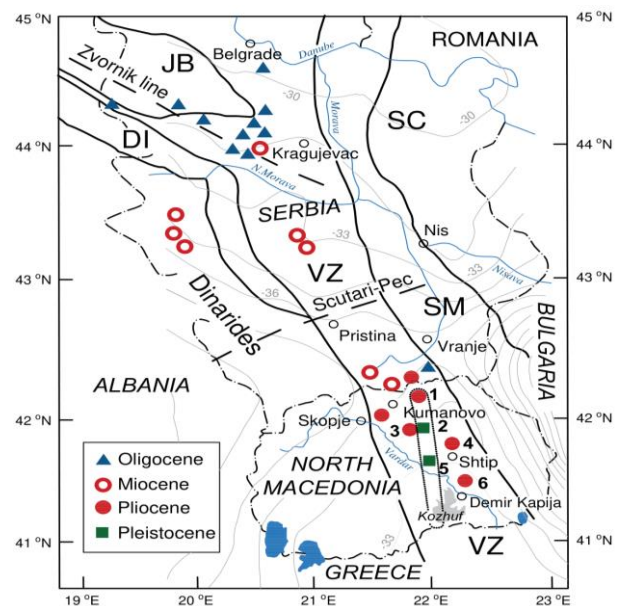 45 °N
45 °N
Belgrade
Danube
ROMANIA
JB
Zvornik line
-30
Morava
SC
-30
DI
44 °N
44 °N
Kragujevac
N.Morava
SERBIA
Nis
-33
Nisava
VZ
-33
43 °N
43 °N
-36
Scutari-Pec
SM
Dinarides
Pristina
Vranje
BULGARIA
ALBANIA
1
42 °N
42 °N
Skopje
Kumanovo
3
2
4
Shtip
5
6
Vardar
NORTH
MACEDONIA
Demir Kapija
Kozhuf
VZ
41 °N
41 °N
-33
GREECE
Oligocene
Miocene
Pliocene
Pleistocene
19 °E
20 °E
21 °E
22 °E
23 °E